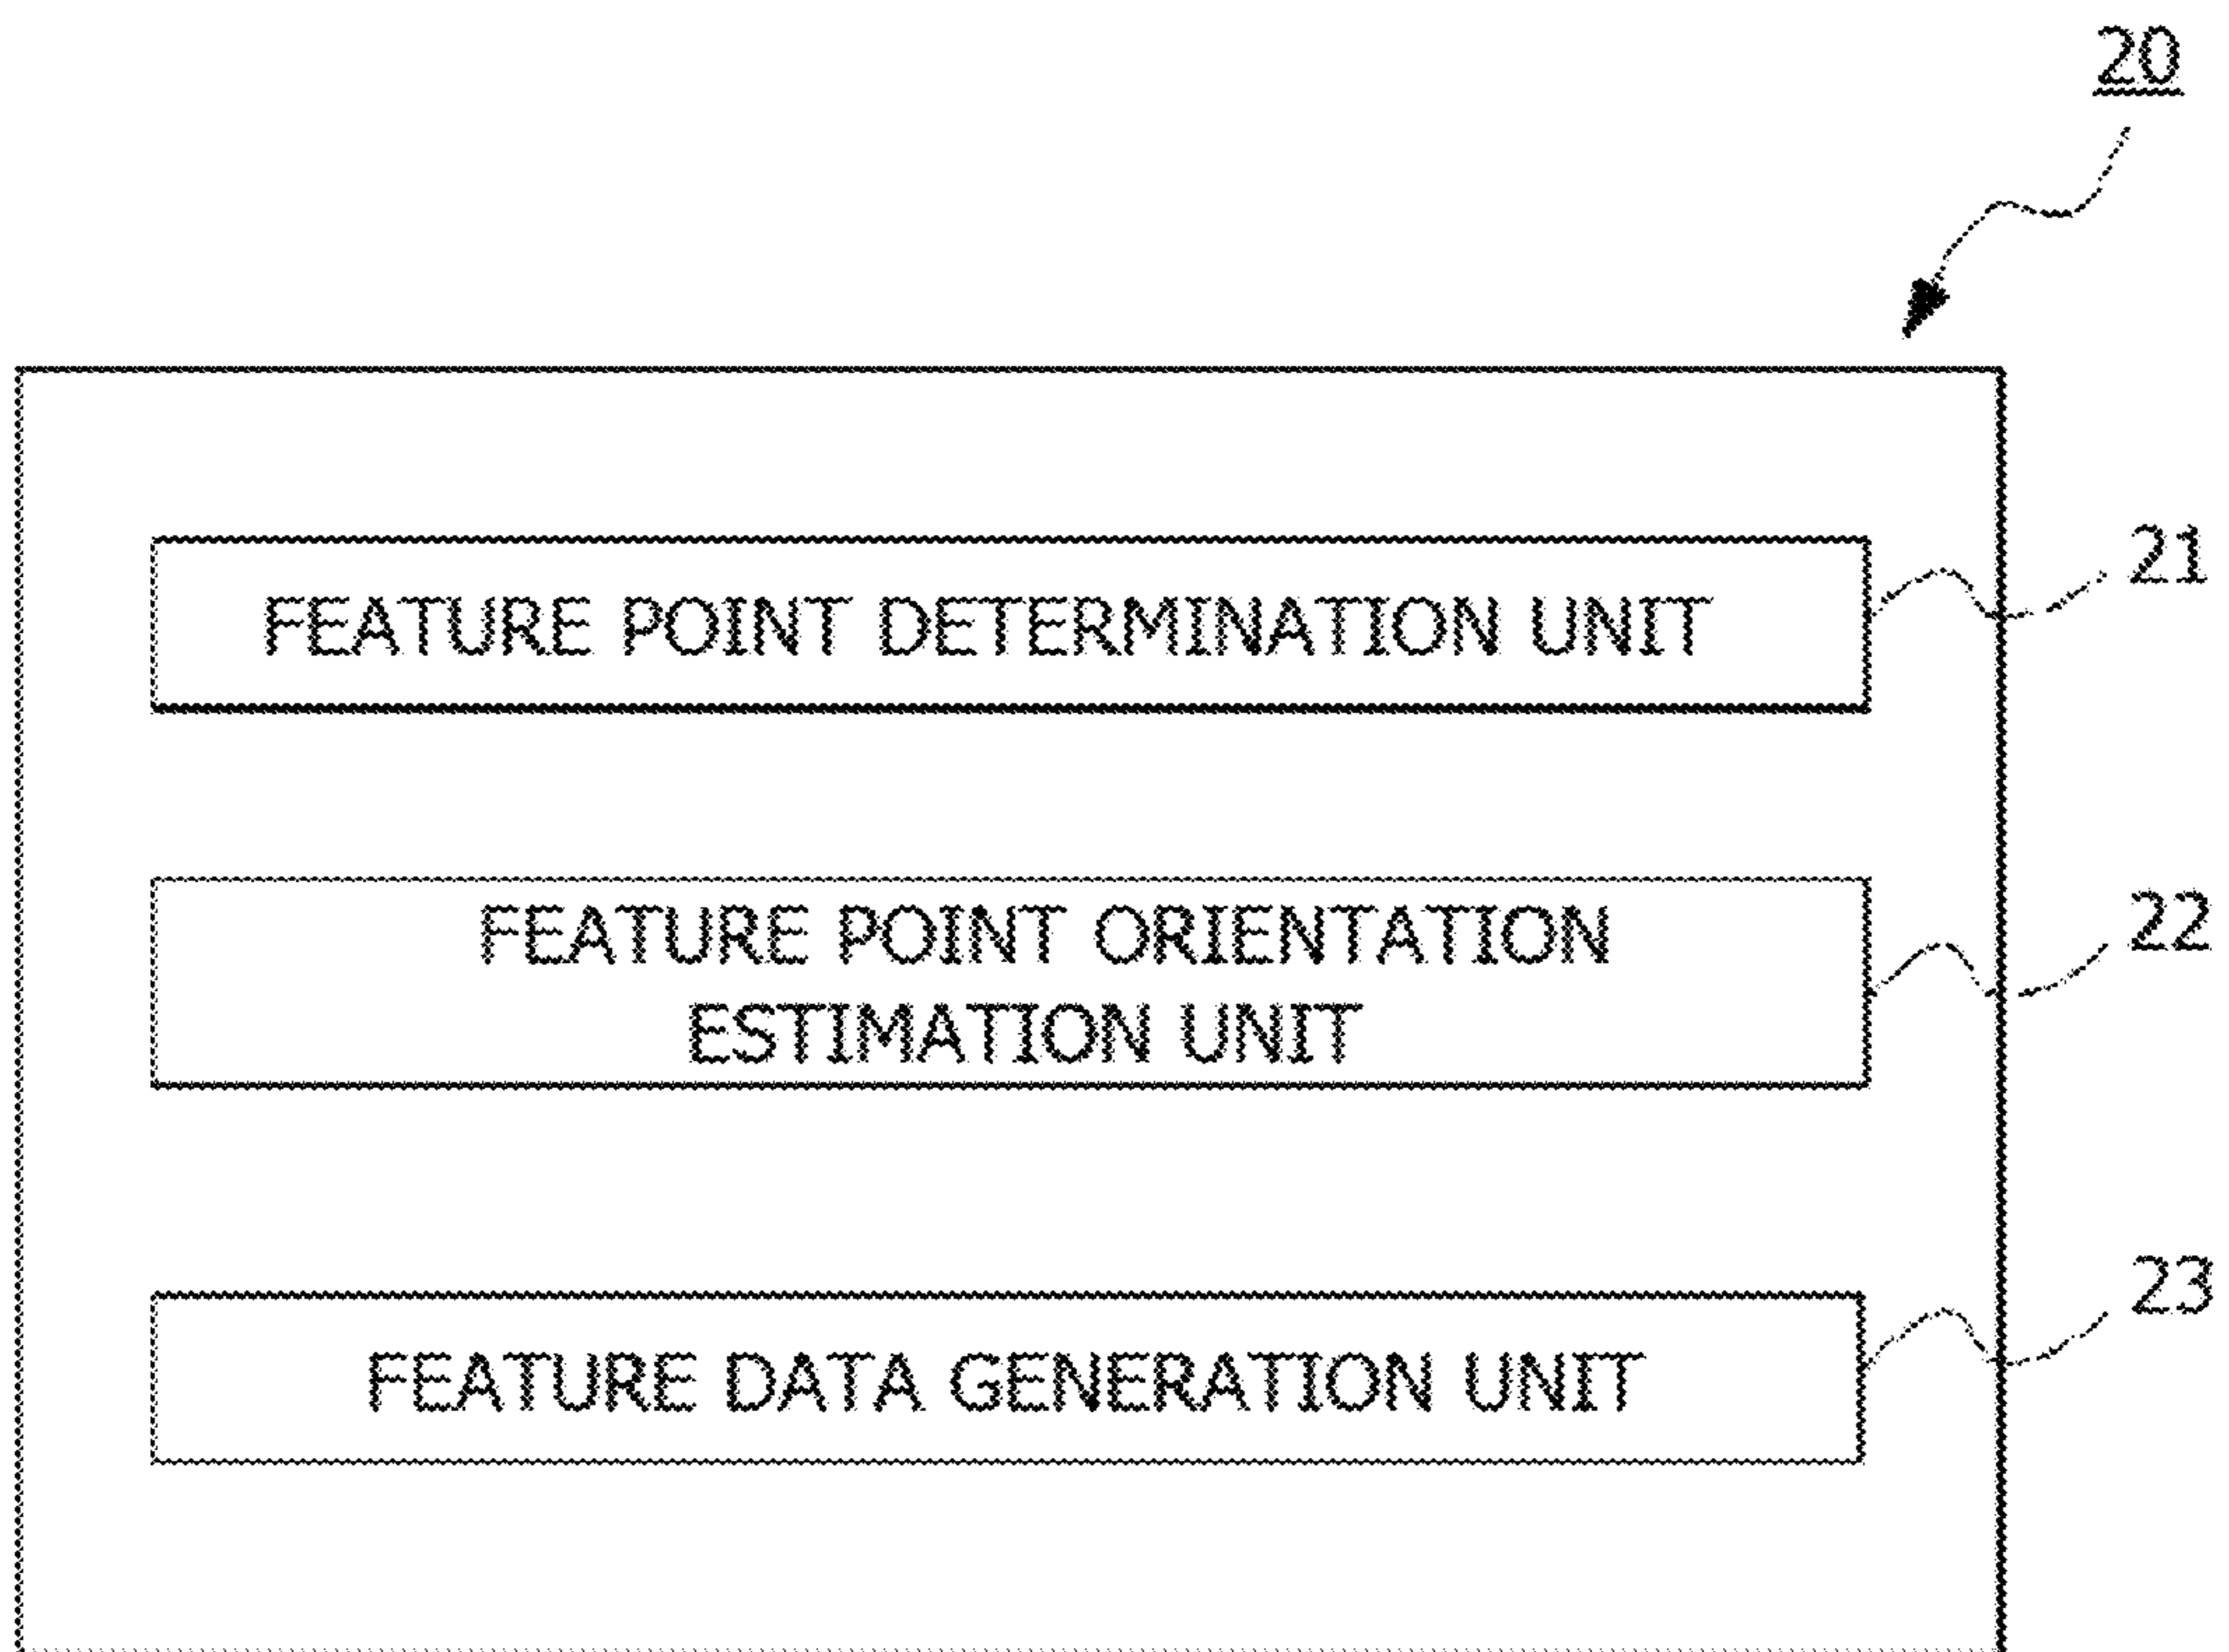 20
FEATURE POINT DETERMINATION UNIT
21
FEATURE POINT ORIENTATION
ESTIMATION UNIT
22
FEATURE DATA GENERATION UNIT
23